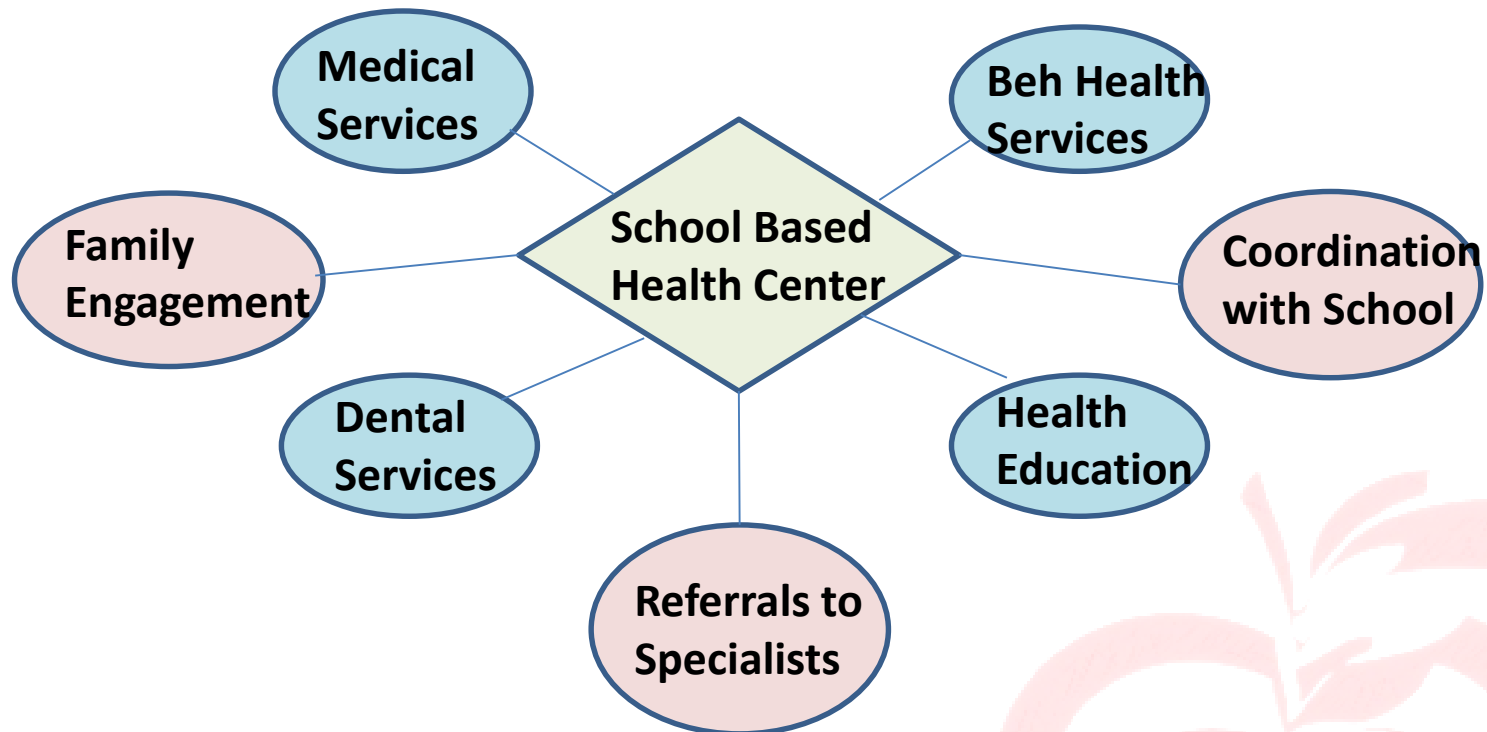 Medical
Services
Beh Health
Services
School Based
Health Center
Family
Engagement
Coordination
with School
Dental
Services
Health
Education
Referrals to
Specialists